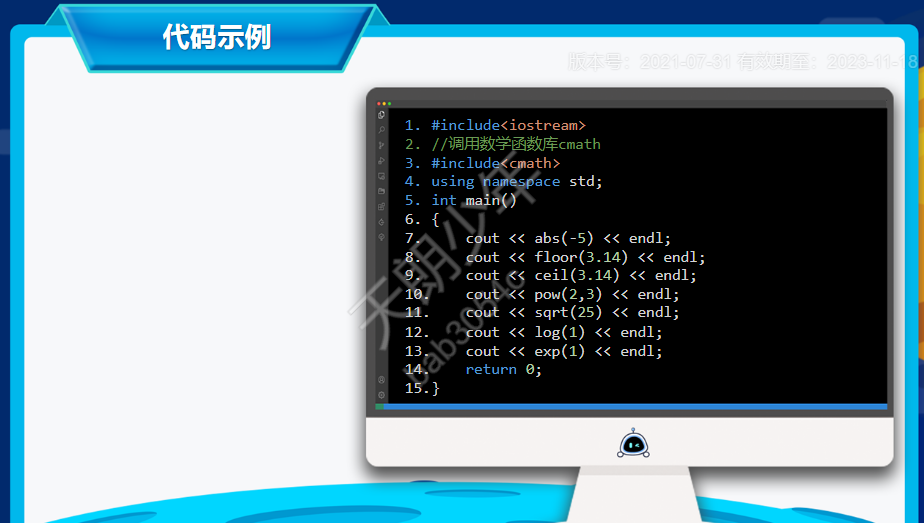 代码示例
版本号：2021-07-31 有效期至：2023-11-18
1. #include<iostream>
2. //调用数学函数库cmath
3. #include<cmath>
4. using namespace std;
5. int main()
6. {
7. cout << abs(-5) << endl;
8. cout << floor(3.14) << endl;
9. cout << ceil(3.14) << endl;
10. cout << pow(2,3) << endl;
11. cout << sqrt(25) << endl;
12. cout << log(1) << endl;
13. cout << exp(1) << endl;
14. return 0;
15.}
天朗少年